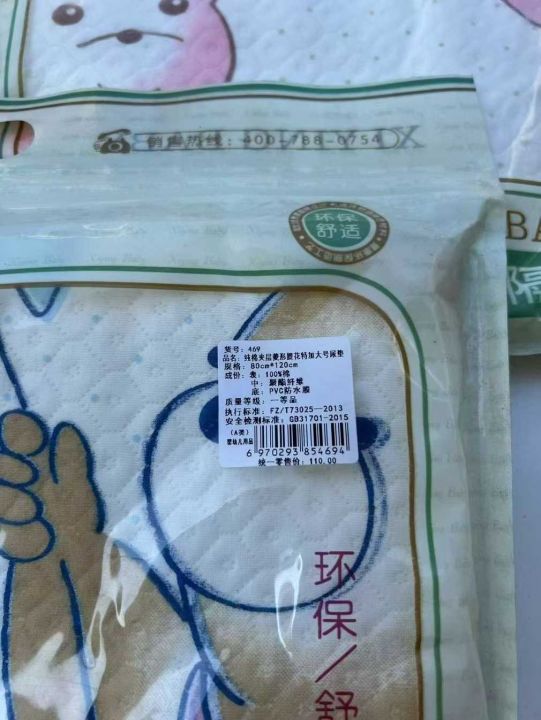 销售热线：400-788-0754
环保
舒适
BA
隔
货号：469
品名：纯棉夹层菱形提花特加大号尿垫
规格：80cm*120cm
成份：表：100%棉
中：聚酯纤维
底：PVC防水膜
质量等级：一等品
执行标准：FZ/T73025—2013
安全检测标准：GB31701-2015
（A类）
婴幼儿用品
6 970293 854694
统一零售价：110.00
环保／舒